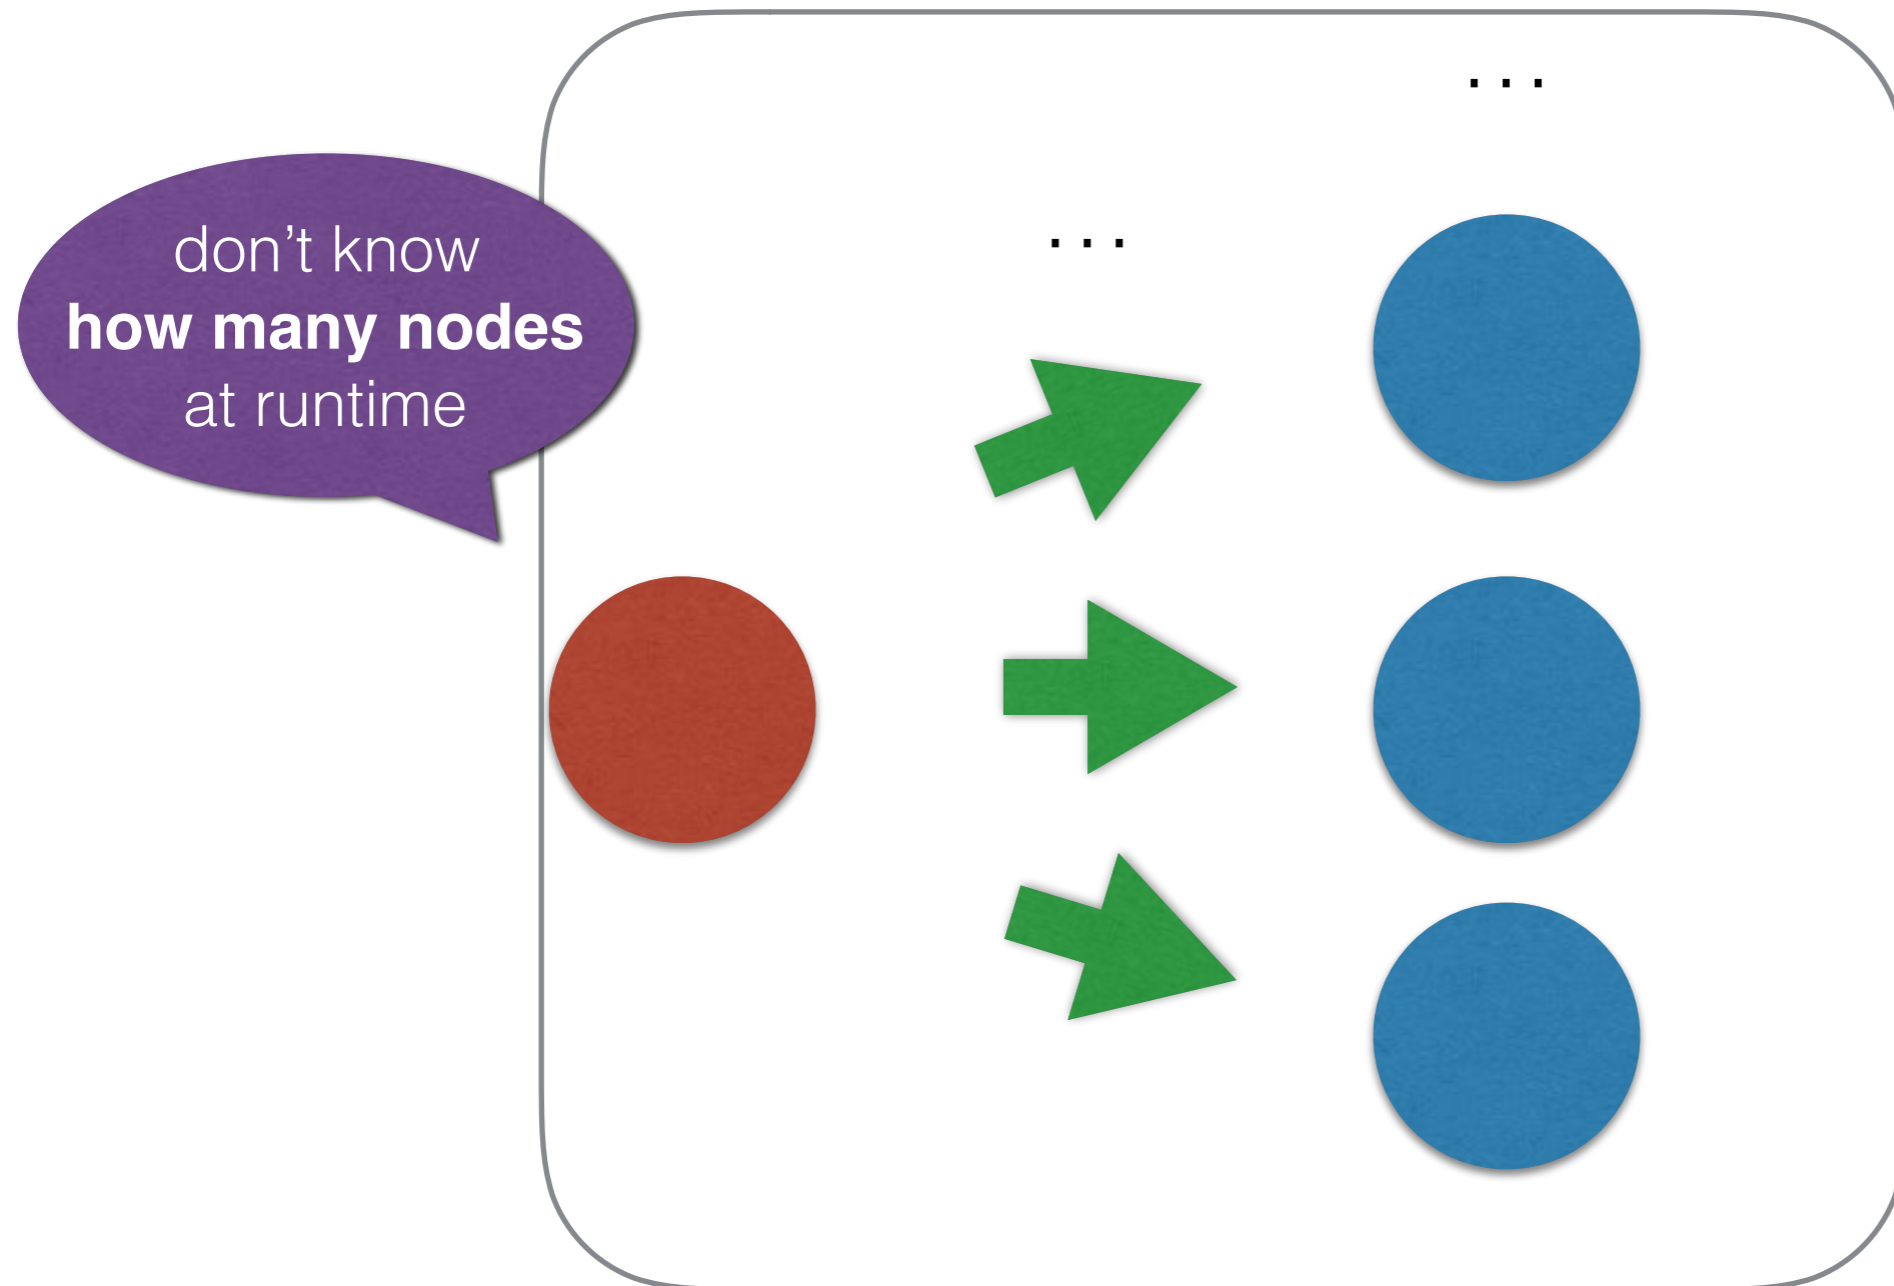 . . .
don’t know
. . .
how many nodes
at runtime